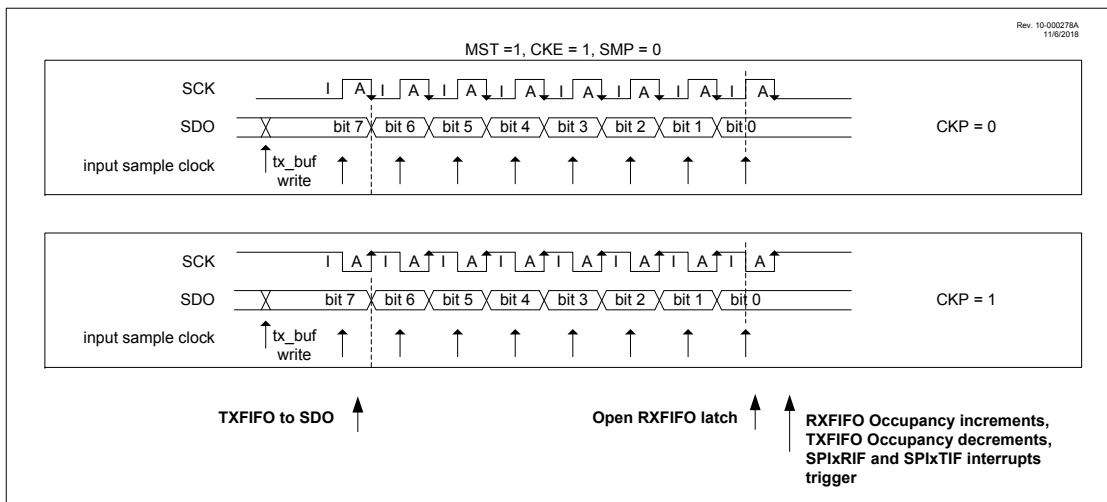 Rev. 10-000278A
11/6/2018
MST =1, CKE = 1, SMP = 0
SCK
I A I A I A I A I A I A I A I A
SDO
bit 7 bit 6 bit 5 bit 4 bit 3 bit 2 bit 1 bit 0
CKP = 0
input sample clock
tx_buf
write
SCK
I A I A I A I A I A I A I A I A
SDO
bit 7 bit 6 bit 5 bit 4 bit 3 bit 2 bit 1 bit 0
CKP = 1
input sample clock
tx_buf
write
TXFIFO to SDO
Open RXFIFO latch
RXFIFO Occupancy increments,
TXFIFO Occupancy decrements,
SPIxRIF and SPIxTIF interrupts
trigger